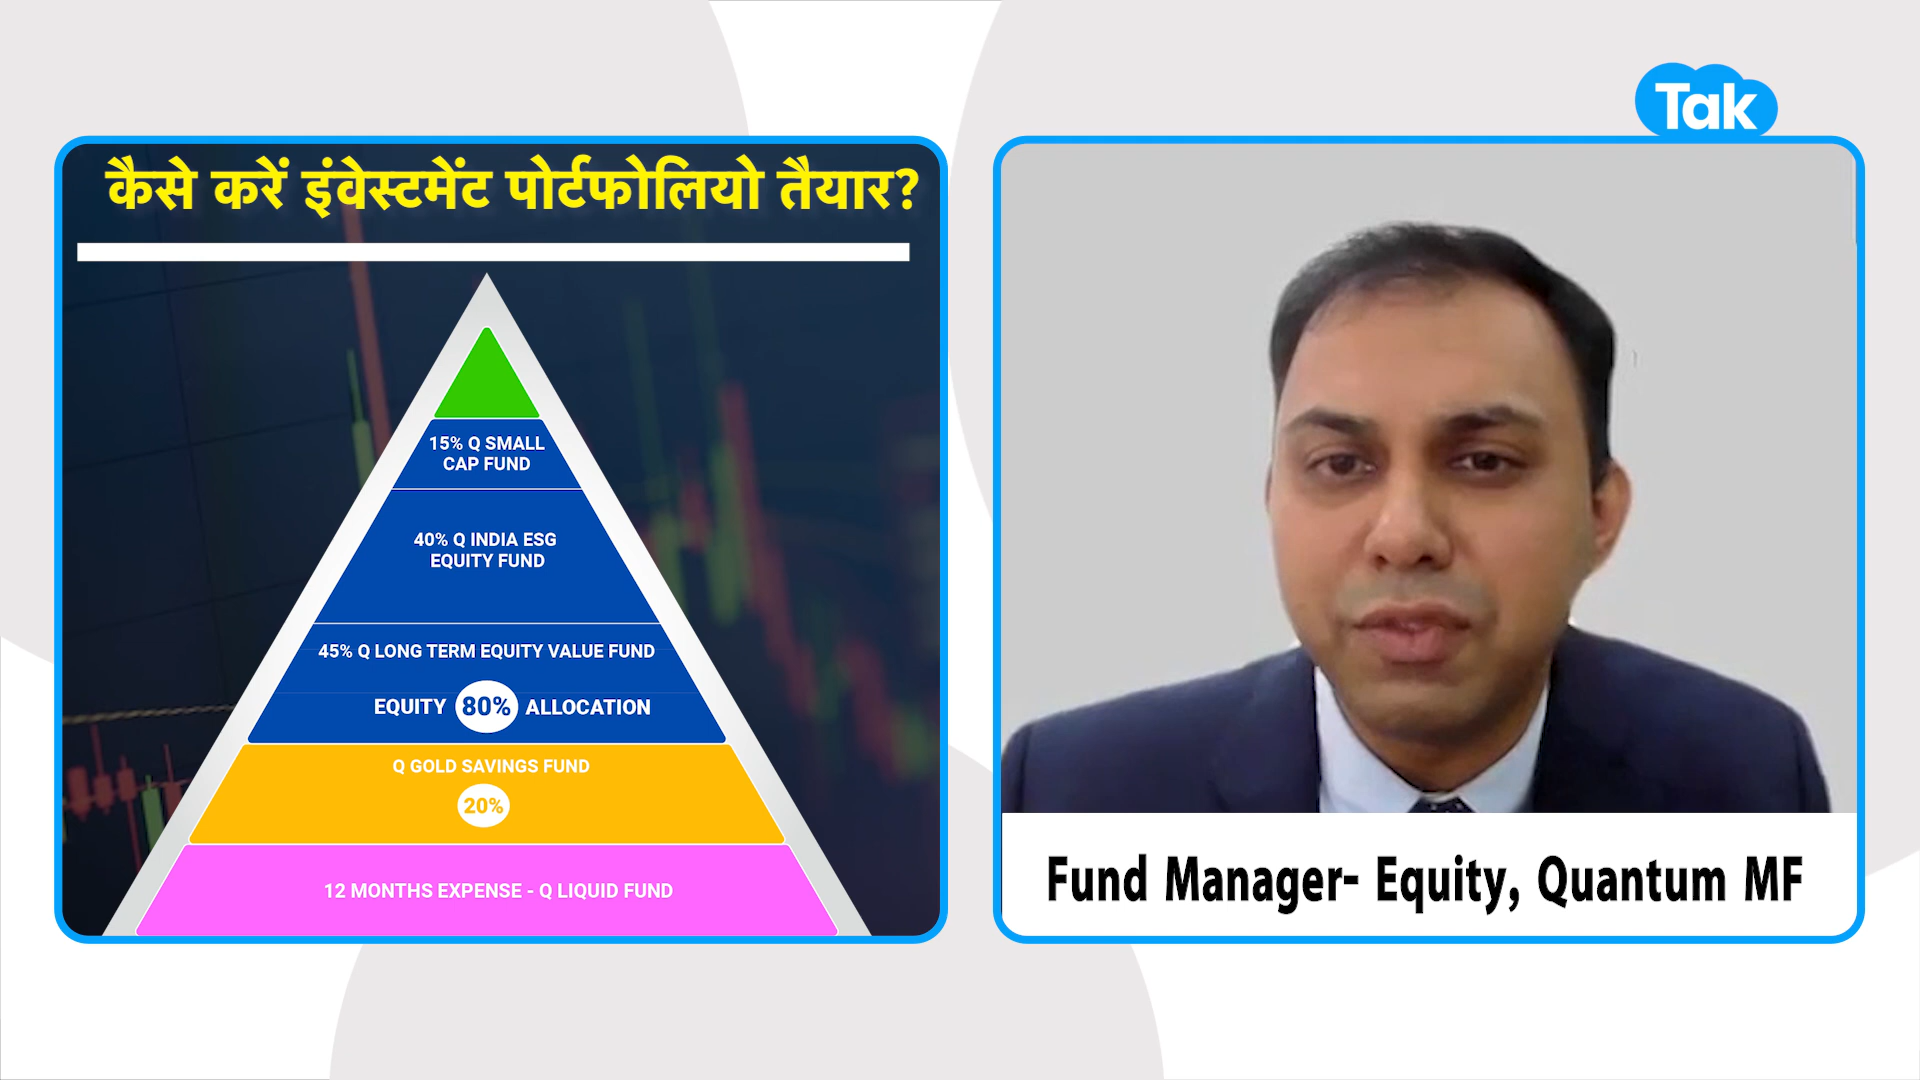 Tak
कैसे करें इंवेस्टमेंट पोर्टफोलियो तैयार?
15% Q SMALL
CAP FUND
40% Q INDIA ESG
EQUITY FUND
45% Q LONG TERM EQUITY VALUE FUND
EQUITY 80% ALLOCATION
Q GOLD SAVINGS FUND
20%
12 MONTHS EXPENSE - Q LIQUID FUND
Fund Manager- Equity, Quantum MF